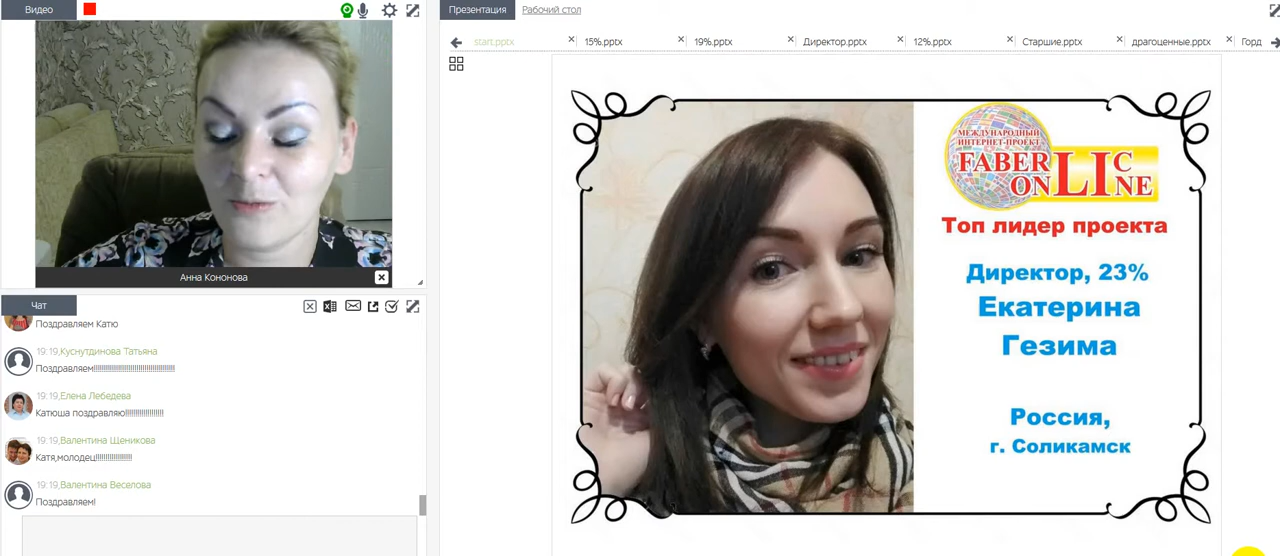 Видео
Анна Кононова
Чат
Поздравляем Катю
19:19,Куснутдинова Татьяна
Поздравляем!!!!!!!!!!!!!!!!!!!!!!!!!!!!!!!!!!!!!!
19:19,Елена Лебедева
Катюша поздравляю!!!!!!!!!!!!!!!!!!
19:19,Валентина Щеникова
Катя,молодец!!!!!!!!!!!!!!!!!
19:19,Валентина Веселова
Поздравляем!
Презентация Рабочий стол
start.pptx 15%.pptx 19%.pptx Директор.pptx 12%.pptx Старшие.pptx драгоценные.pptx Горд
МЕЖДУНАРОДНЫЙ
ИНТЕРНЕТ-ПРОЕКТ
FABERLIC
ONLINE
Топ лидер проекта
Директор, 23%
Екатерина
Гезима
Россия,
г. Соликамск